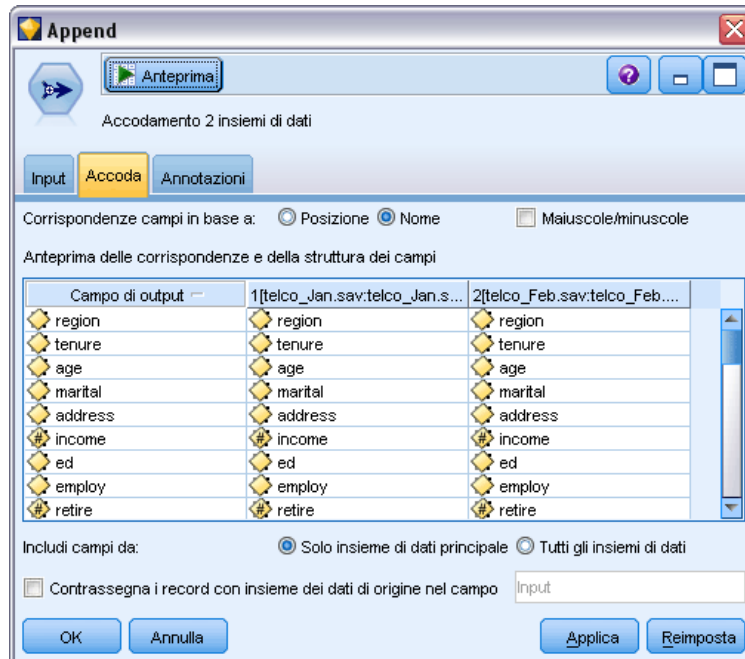 Append
Anteprima
Accodamento 2 insiemi di dati
Input Accoda Annotazioni
Corrispondenze campi in base a: Posizione Nome Maiuscole/minuscole
Anteprima delle corrispondenze e della struttura dei campi
Campo di output 1[telco_Jan.sav:telco_Jan.s... 2[telco_Feb.sav:telco_Feb....
region region region
tenure tenure tenure
age age age
marital marital marital
address address address
income income income
ed ed ed
employ employ employ
retire retire retire
Includi campi da: Solo insieme di dati principale Tutti gli insiemi di dati
Contrassegna i record con insieme dei dati di origine nel campo Input
OK Annulla Applica Reimposta